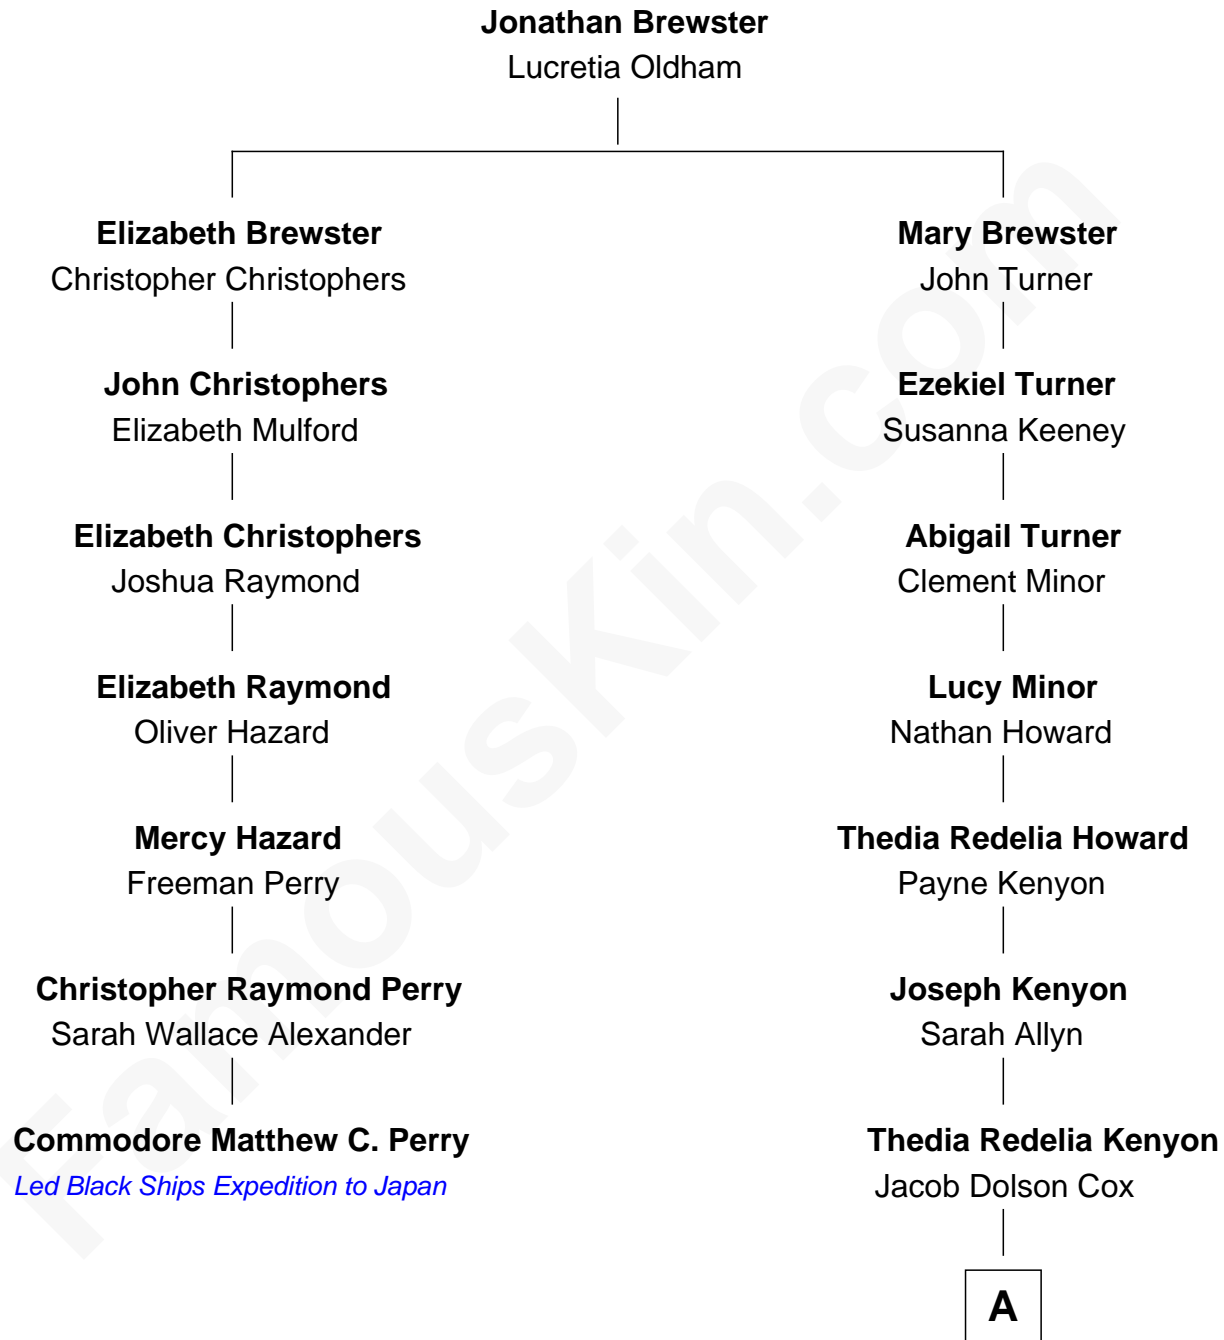 Jonathan Brewster
Lucretia Oldham
Elizabeth Brewster
Christopher Christophers
Mary Brewster
John Turner
John Christophers
Elizabeth Mulford
Ezekiel Turner
Susanna Keeney
Elizabeth Christophers
Joshua Raymond
Abigail Turner
Clement Minor
Elizabeth Raymond
Oliver Hazard
Lucy Minor
Nathan Howard
Mercy Hazard
Freeman Perry
Thedia Redelia Howard
Payne Kenyon
Christopher Raymond Perry
Sarah Wallace Alexander
Joseph Kenyon
Sarah Allyn
Commodore Matthew C. Perry
Led Black Ships Expedition to Japan
Thedia Redelia Kenyon
Jacob Dolson Cox
A
FamousKin.com